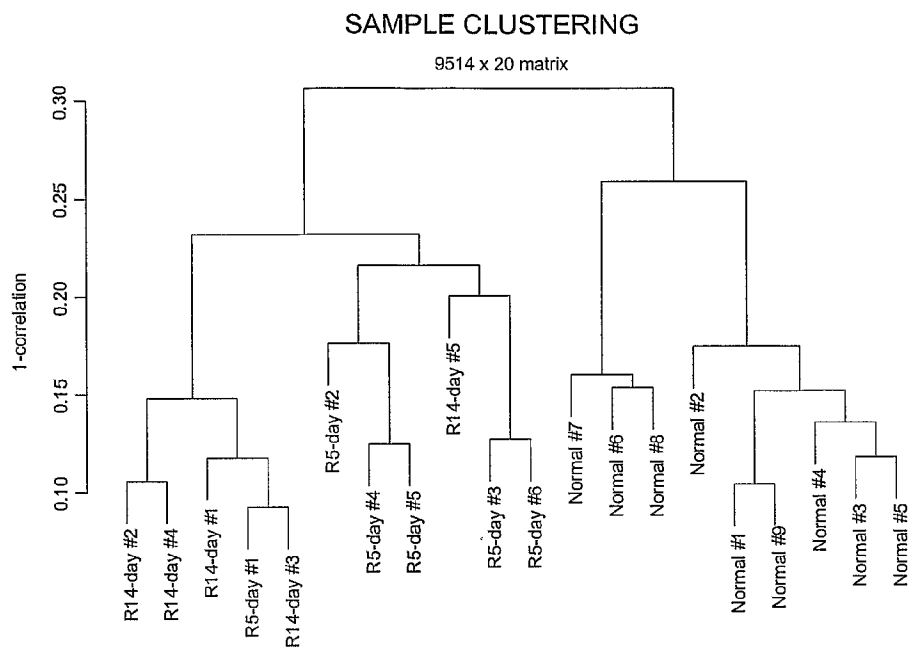 SAMPLE CLUSTERING
9514 x 20 matrix
1-correlation
0.30
0.25
0.20
0.15
0.10
R14-day #2
R14-day #4
R14-day #1
R5-day #1
R14-day #3
R5-day #2
R5-day #4
R5-day #5
R14-day #5
R5-day #3
R5-day #6
Normal #7
Normal #6
Normal #8
Normal #2
Normal #1
Normal #9
Normal #4
Normal #3
Normal #5